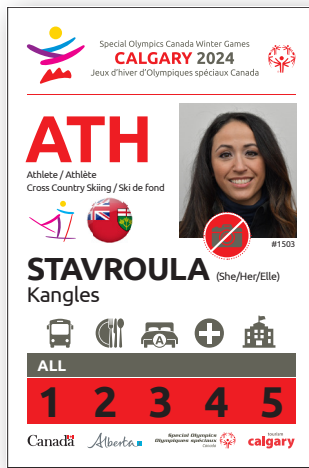 Special Olympics Canada Winter Games
CALGARY 2024
Jeux d'hiver d'Olympiques spéciaux Canada
ATH
Athlete / Athlète
Cross Country Skiing / Ski de fond
#1503
STAVROULA (She/Her/Elle)
Kangles
A
ALL
1 2 3 4 5
Canada
Alberta
Special Olympics
Olympiques spéciaux
Canada
tourism
calgary